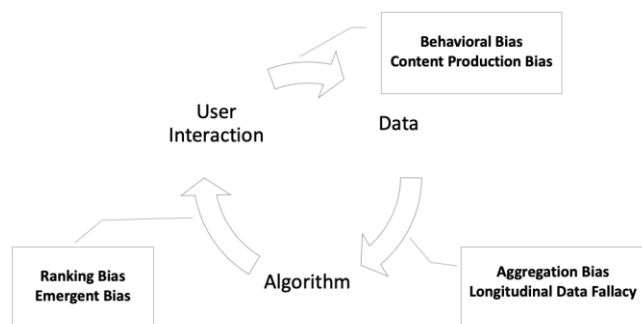 Behavioral Bias
Content Production Bias
User
Interaction
Data
Ranking Bias
Emergent Bias
Algorithm
Aggregation Bias
Longitudinal Data Fallacy